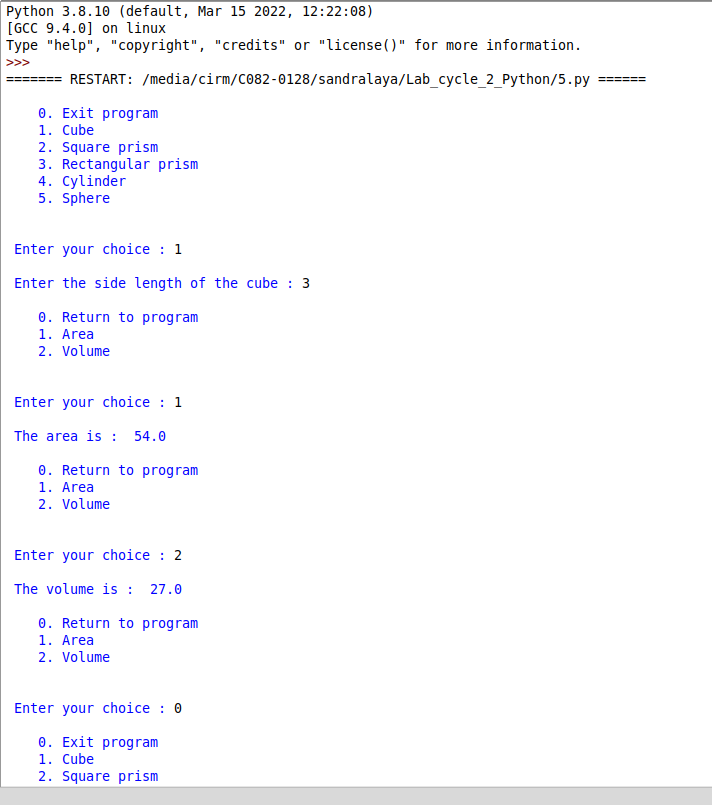 Python 3.8.10 (default, Mar 15 2022, 12:22:08)
[GCC 9.4.0] on linux
Type "help", "copyright", "credits" or "license()" for more information.
>>>
======= RESTART: /media/cirm/C082-0128/sandralaya/Lab_cycle_2_Python/5.py ======
0. Exit program
1. Cube
2. Square prism
3. Rectangular prism
4. Cylinder
5. Sphere
Enter your choice : 1
Enter the side length of the cube : 3
0. Return to program
1. Area
2. Volume
Enter your choice : 1
The area is :  54.0
0. Return to program
1. Area
2. Volume
Enter your choice : 2
The volume is :  27.0
0. Return to program
1. Area
2. Volume
Enter your choice : 0
0. Exit program
1. Cube
2. Square prism